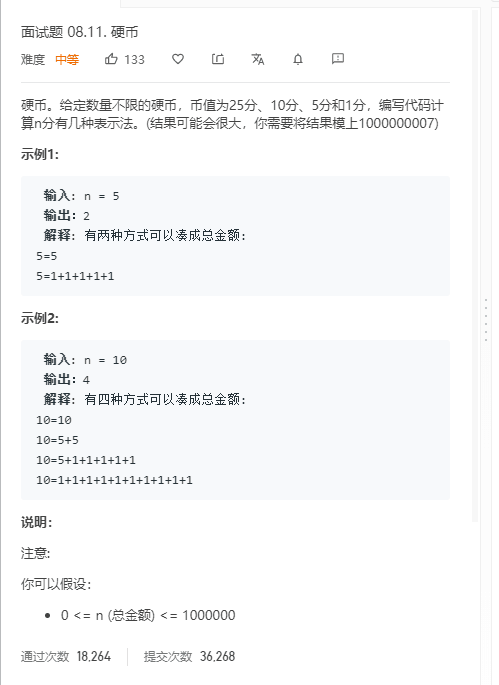 面试题 08.11. 硬币
难度 中等 133
硬币。给定数量不限的硬币，币值为25分、10分、5分和1分，编写代码计
算n分有几种表示法。(结果可能会很大，你需要将结果模上1000000007)
示例1:
输入: n = 5
输出：2
解释: 有两种方式可以凑成总金额:
5=5
5=1+1+1+1+1
示例2:
输入: n = 10
输出：4
解释: 有四种方式可以凑成总金额:
10=10
10=5+5
10=5+1+1+1+1+1
10=1+1+1+1+1+1+1+1+1+1
说明：
注意:
你可以假设：
• 0 <= n (总金额) <= 1000000
通过次数 18,264 提交次数 36,268